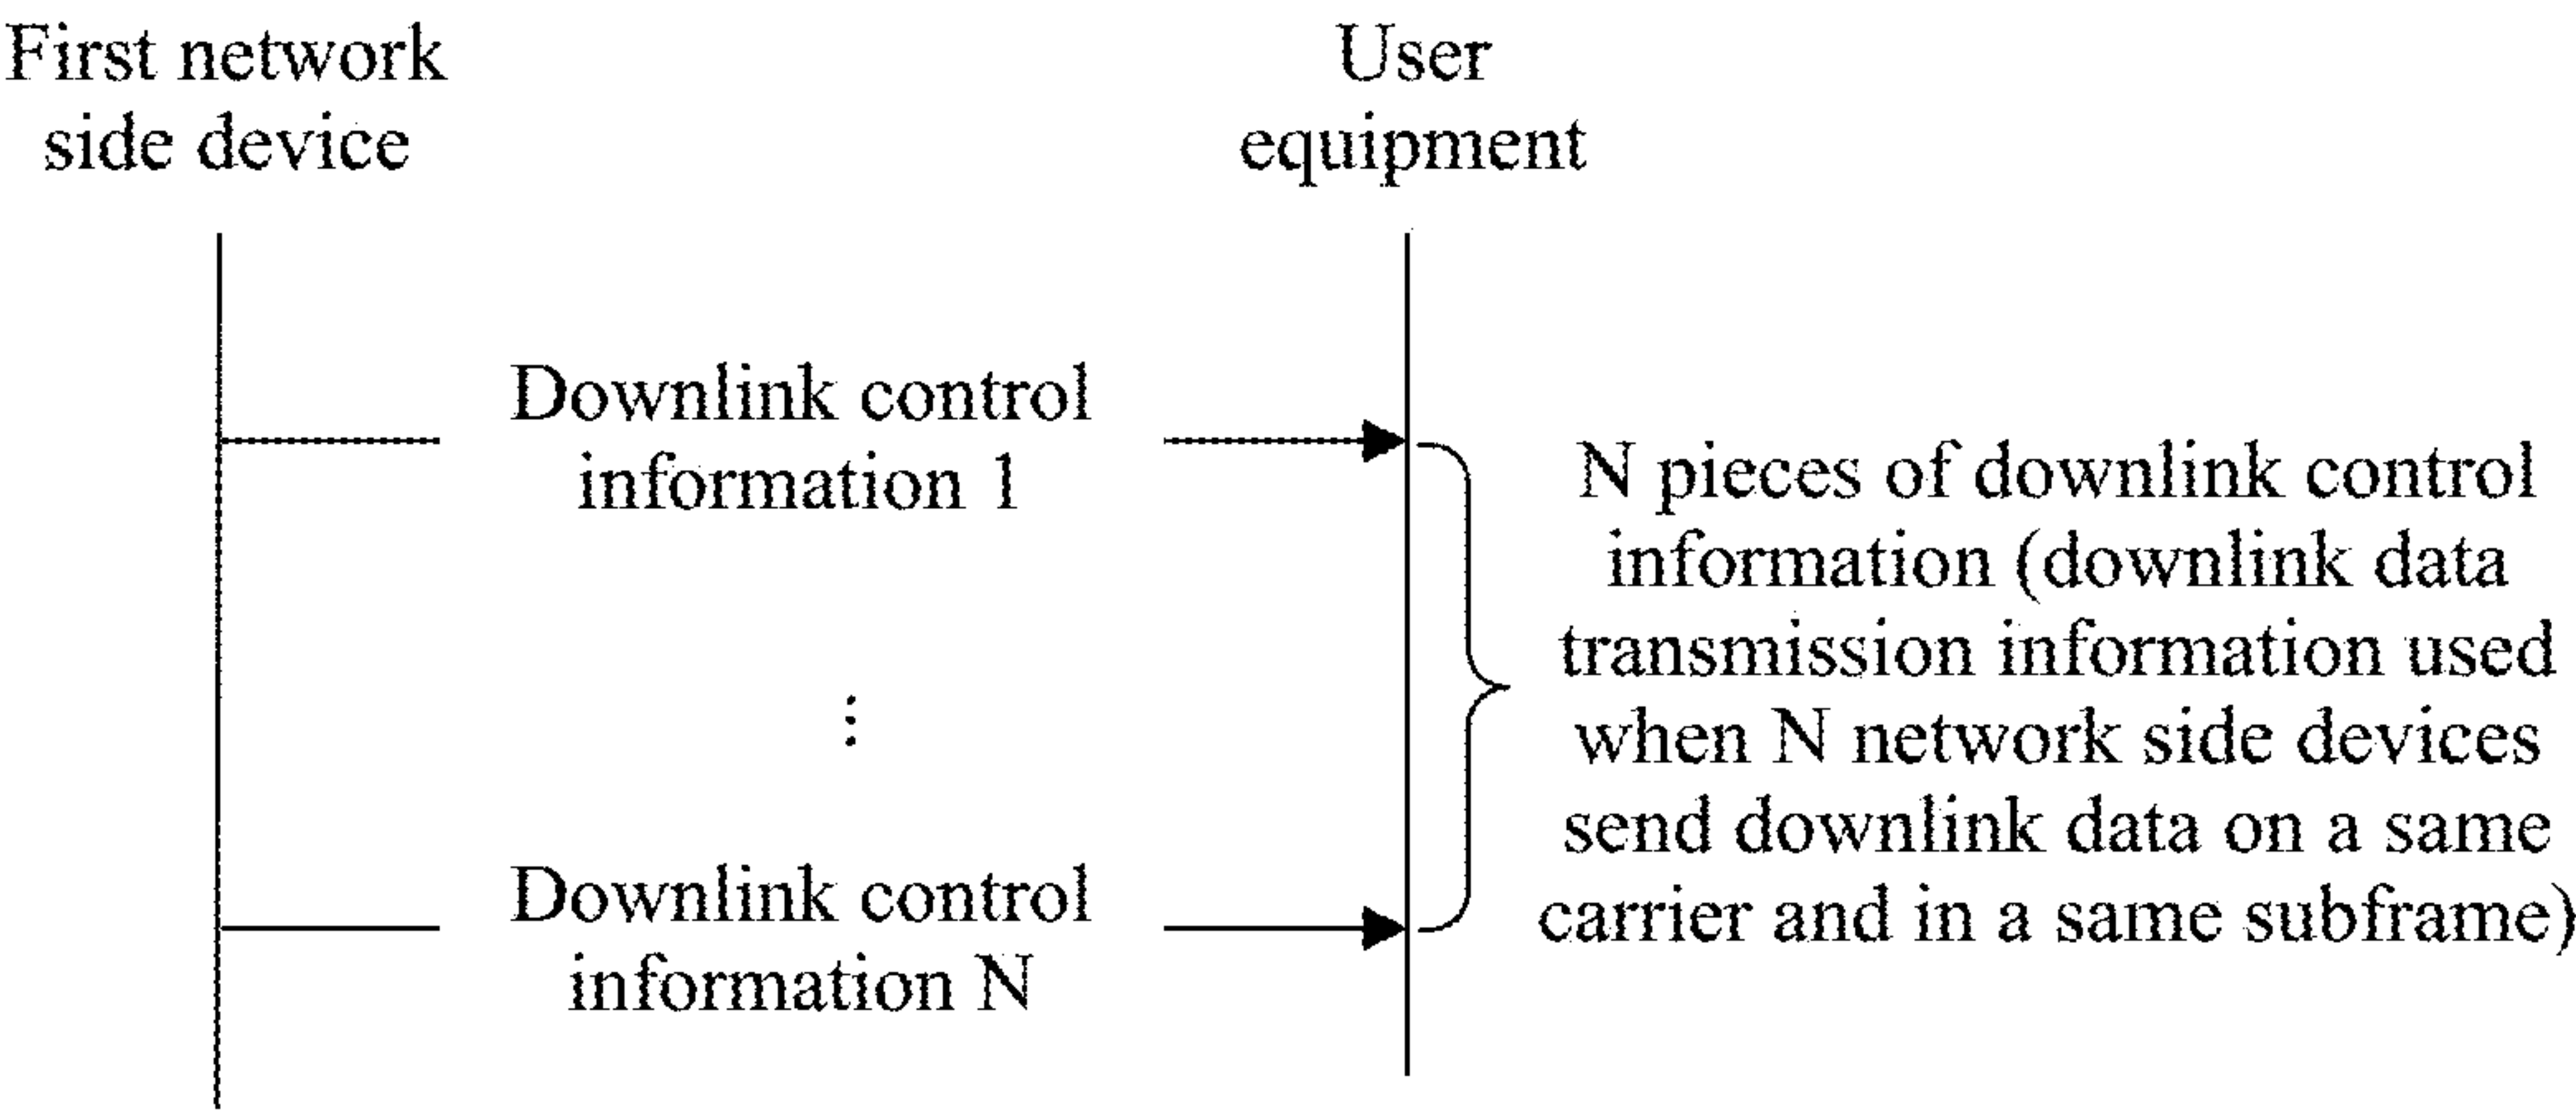 First network
side device
User
equipment
Downlink control
information 1
⋮
Downlink control
information N
N pieces of downlink control
information (downlink data
transmission information used
when N network side devices
send downlink data on a same
carrier and in a same subframe)